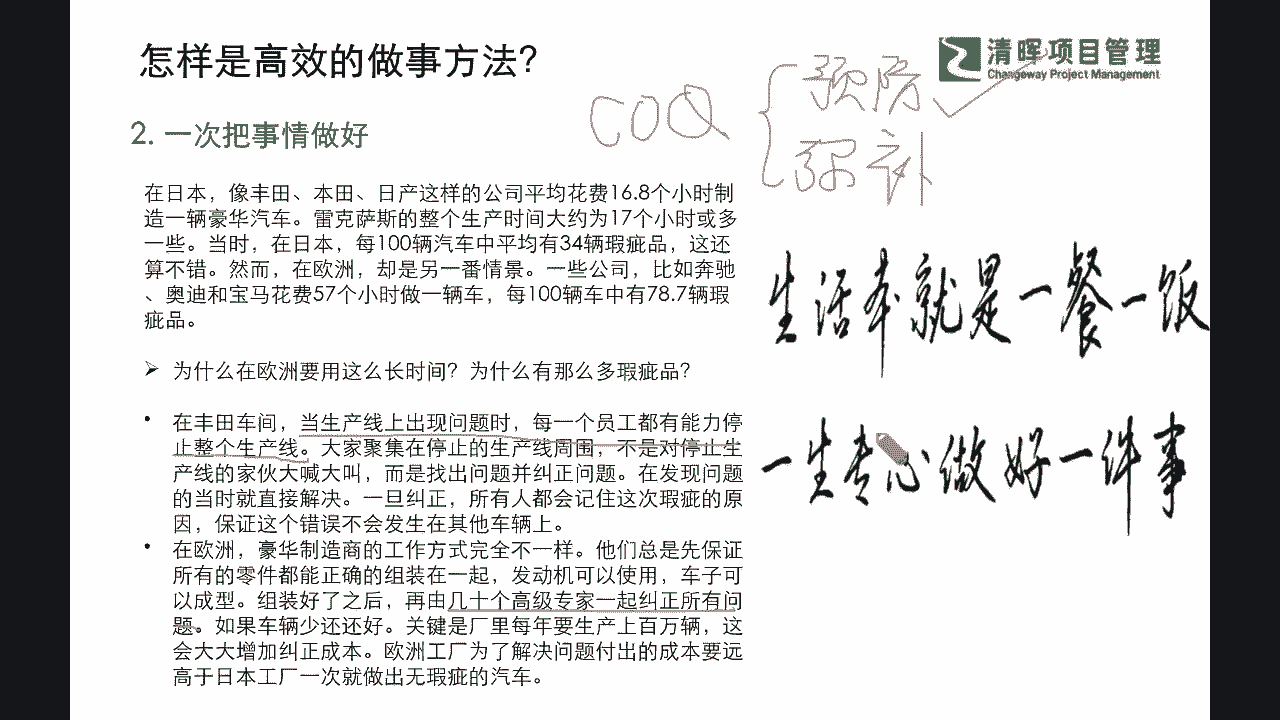 怎样是高效的做事方法？
清晖项目管理
Changeway Project Management
COQ
预防
弥补
2. 一次把事情做好
在日本，像丰田、本田、日产这样的公司平均花费16.8个小时制
造一辆豪华汽车。雷克萨斯的整个生产时间大约为17个小时或多
一些。当时，在日本，每100辆汽车中平均有34辆瑕疵品，这还
算不错。然而，在欧洲，却是另一番情景。一些公司，比如奔驰
、奥迪和宝马花费57个小时做一辆车，每100辆车中有78.7辆瑕
疵品。
为什么在欧洲要用这么长时间？为什么有那么多瑕疵品？
• 在丰田车间，当生产线上出现问题时，每一个员工都有能力停
止整个生产线。大家聚集在停止的生产线周围，不是对停止生
产线的家伙大喊大叫，而是找出问题并纠正问题。在发现问题
的当时就直接解决。一旦纠正，所有人都会记住这次瑕疵的原
因，保证这个错误不会发生在其他车辆上。
• 在欧洲，豪华制造商的工作方式完全不一样。他们总是先保证
所有的零件都能正确的组装在一起，发动机可以使用，车子可
以成型。组装好了之后，再由几十个高级专家一起纠正所有问
题。如果车辆少还还好。关键是厂里每年要生产上百万辆，这
会大大增加纠正成本。欧洲工厂为了解决问题付出的成本要远
高于日本工厂一次就做出无瑕疵的汽车。
生活本就是一餐一饭
一生专心做好一件事